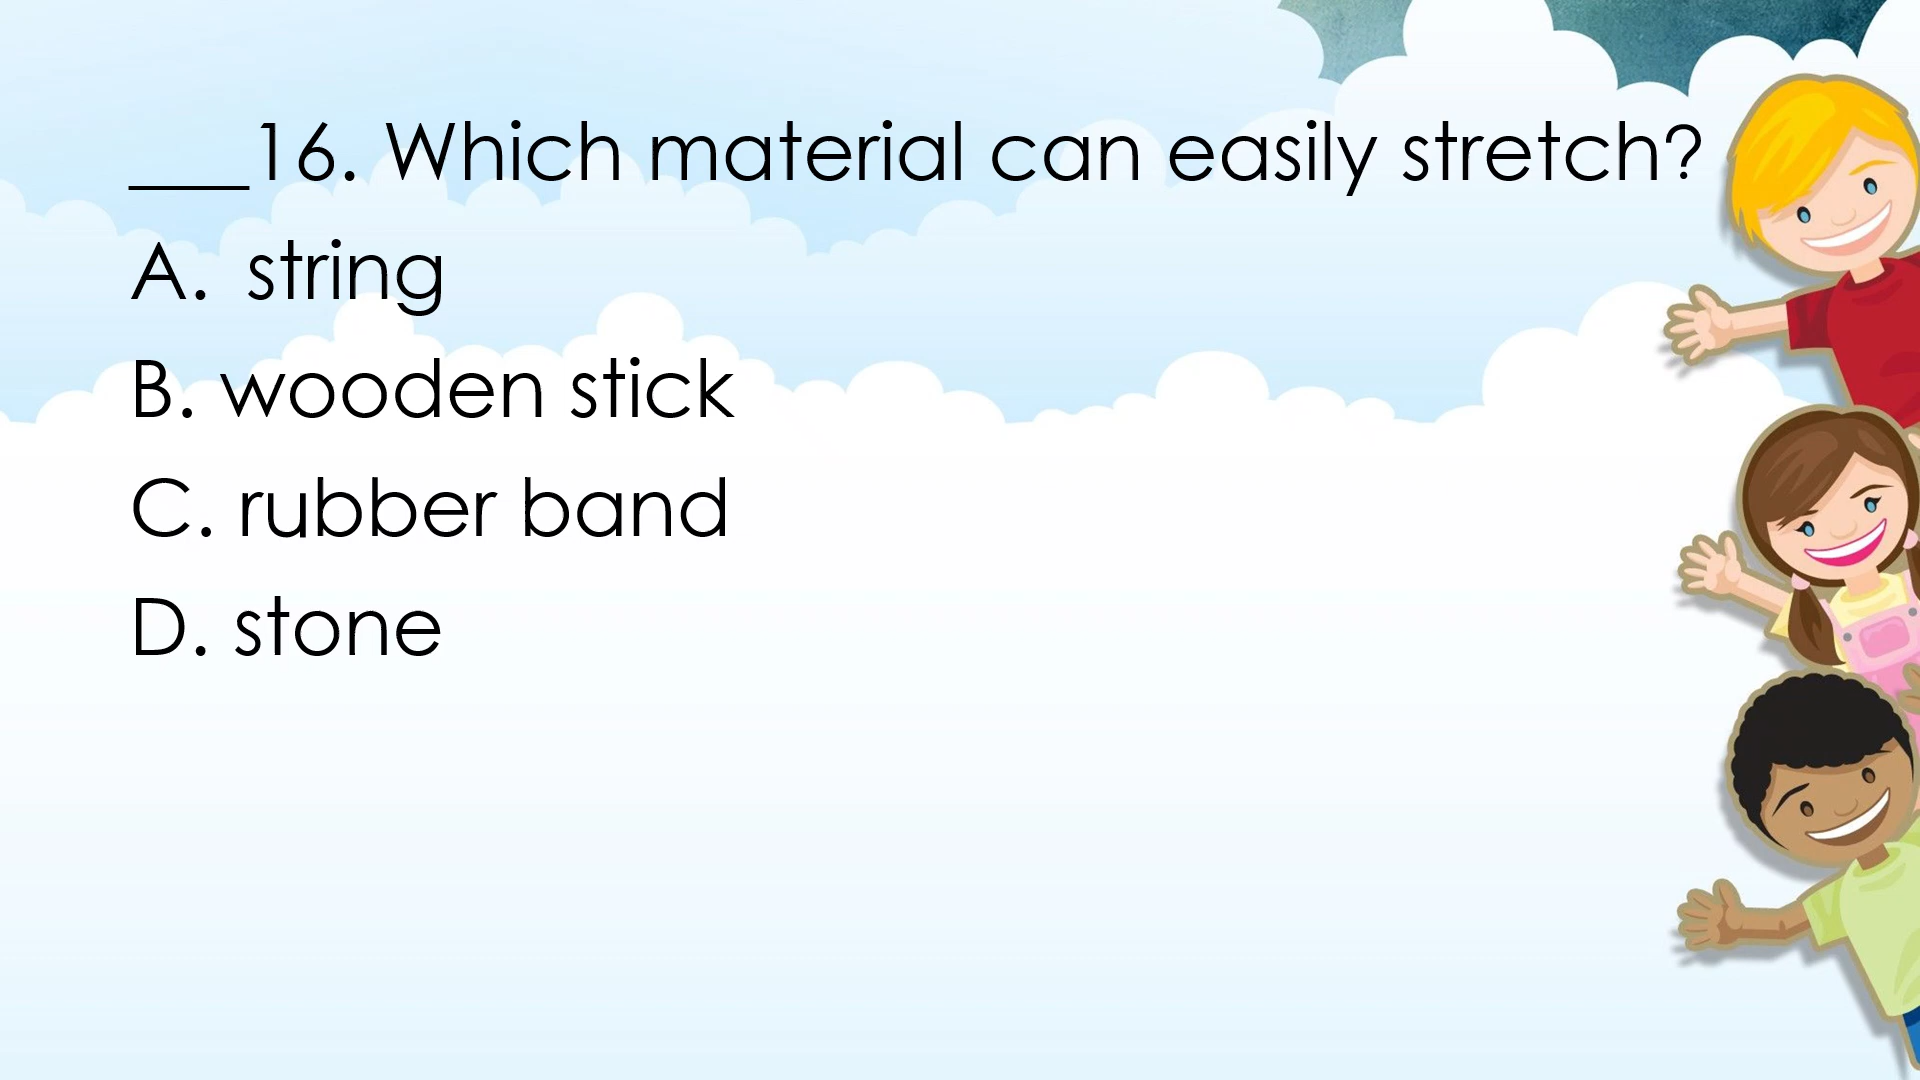 ___16. Which material can easily stretch?
A. string
B. wooden stick
C. rubber band
D. stone